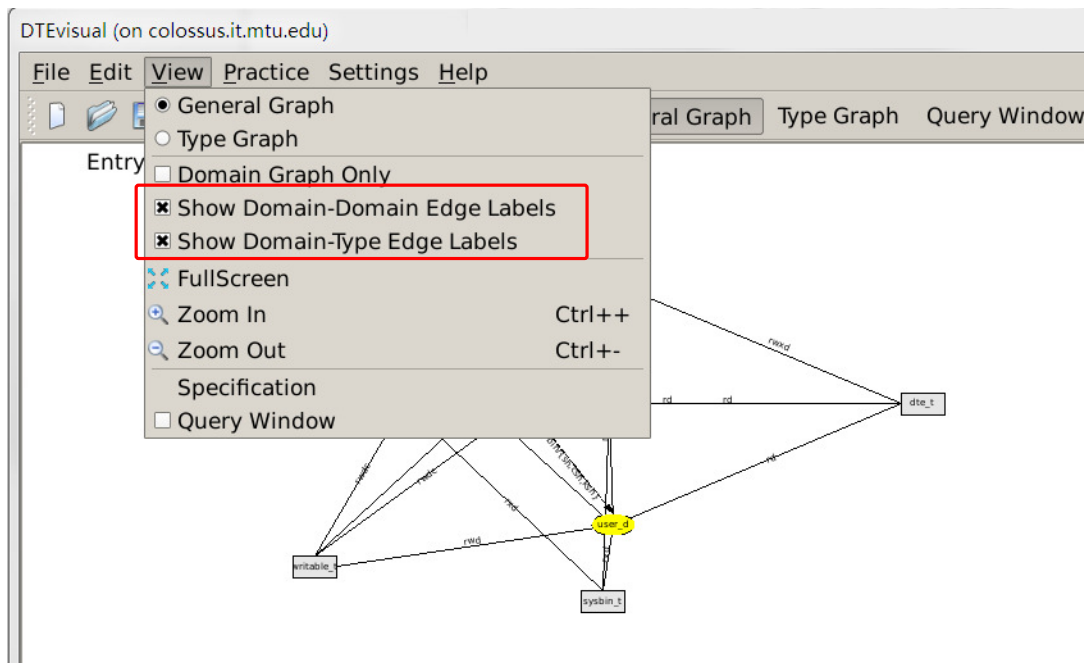 DTEvisual (on colossus.it.mtu.edu)
File Edit View Practice Settings Help
ral Graph Type Graph Query Window
General Graph
Type Graph
Entry
Domain Graph Only
Show Domain-Domain Edge Labels
Show Domain-Type Edge Labels
FullScreen
Zoom In Ctrl++
Zoom Out Ctrl+-
Specification
Query Window
rwxd
rd rd
dte_t
rd
rwdc
rxd
user_d
rwd
writable_t
sysbin_t